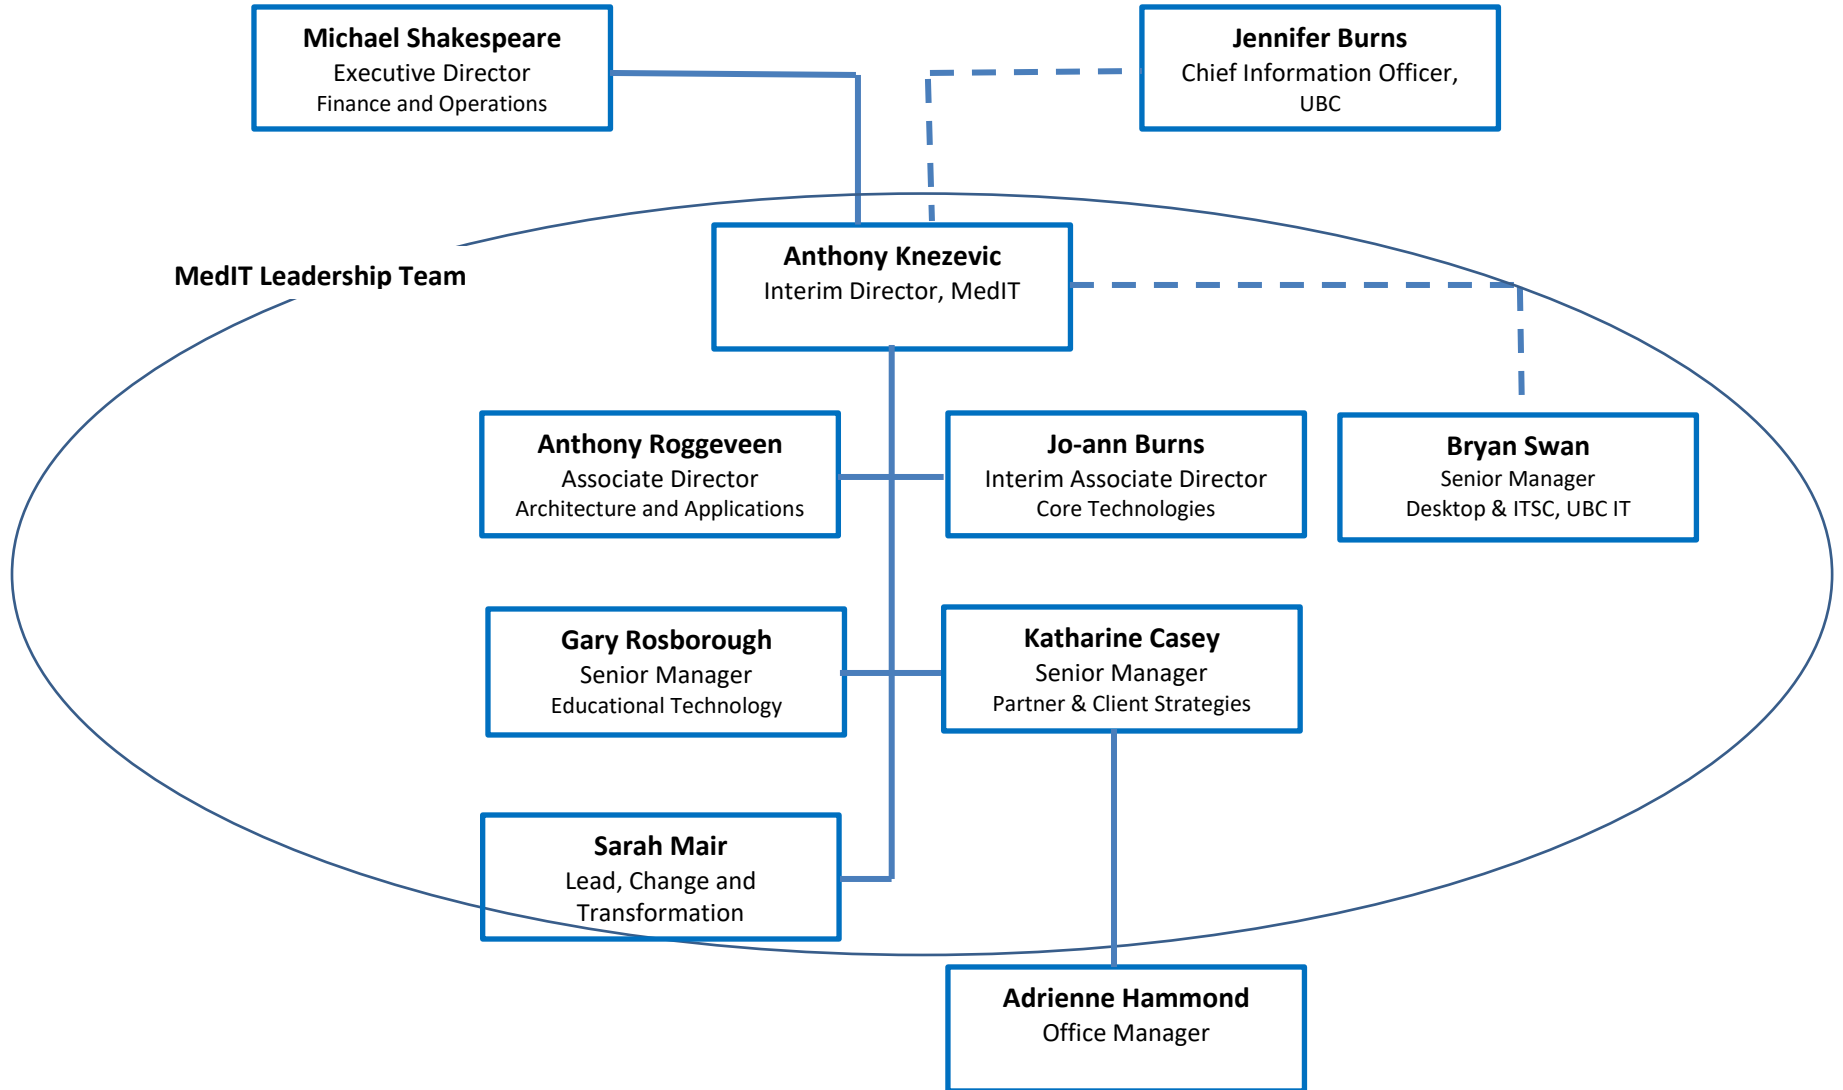 Michael Shakespeare
Executive Director
Finance and Operations
Jennifer Burns
Chief Information Officer,
UBC
MedIT Leadership Team
Anthony Knezevic
Interim Director, MedIT
Anthony Roggeveen
Associate Director
Architecture and Applications
Jo-ann Burns
Interim Associate Director
Core Technologies
Bryan Swan
Senior Manager
Desktop & ITSC, UBC IT
Gary Rosborough
Senior Manager
Educational Technology
Katharine Casey
Senior Manager
Partner & Client Strategies
Sarah Mair
Lead, Change and
Transformation
Adrienne Hammond
Office Manager